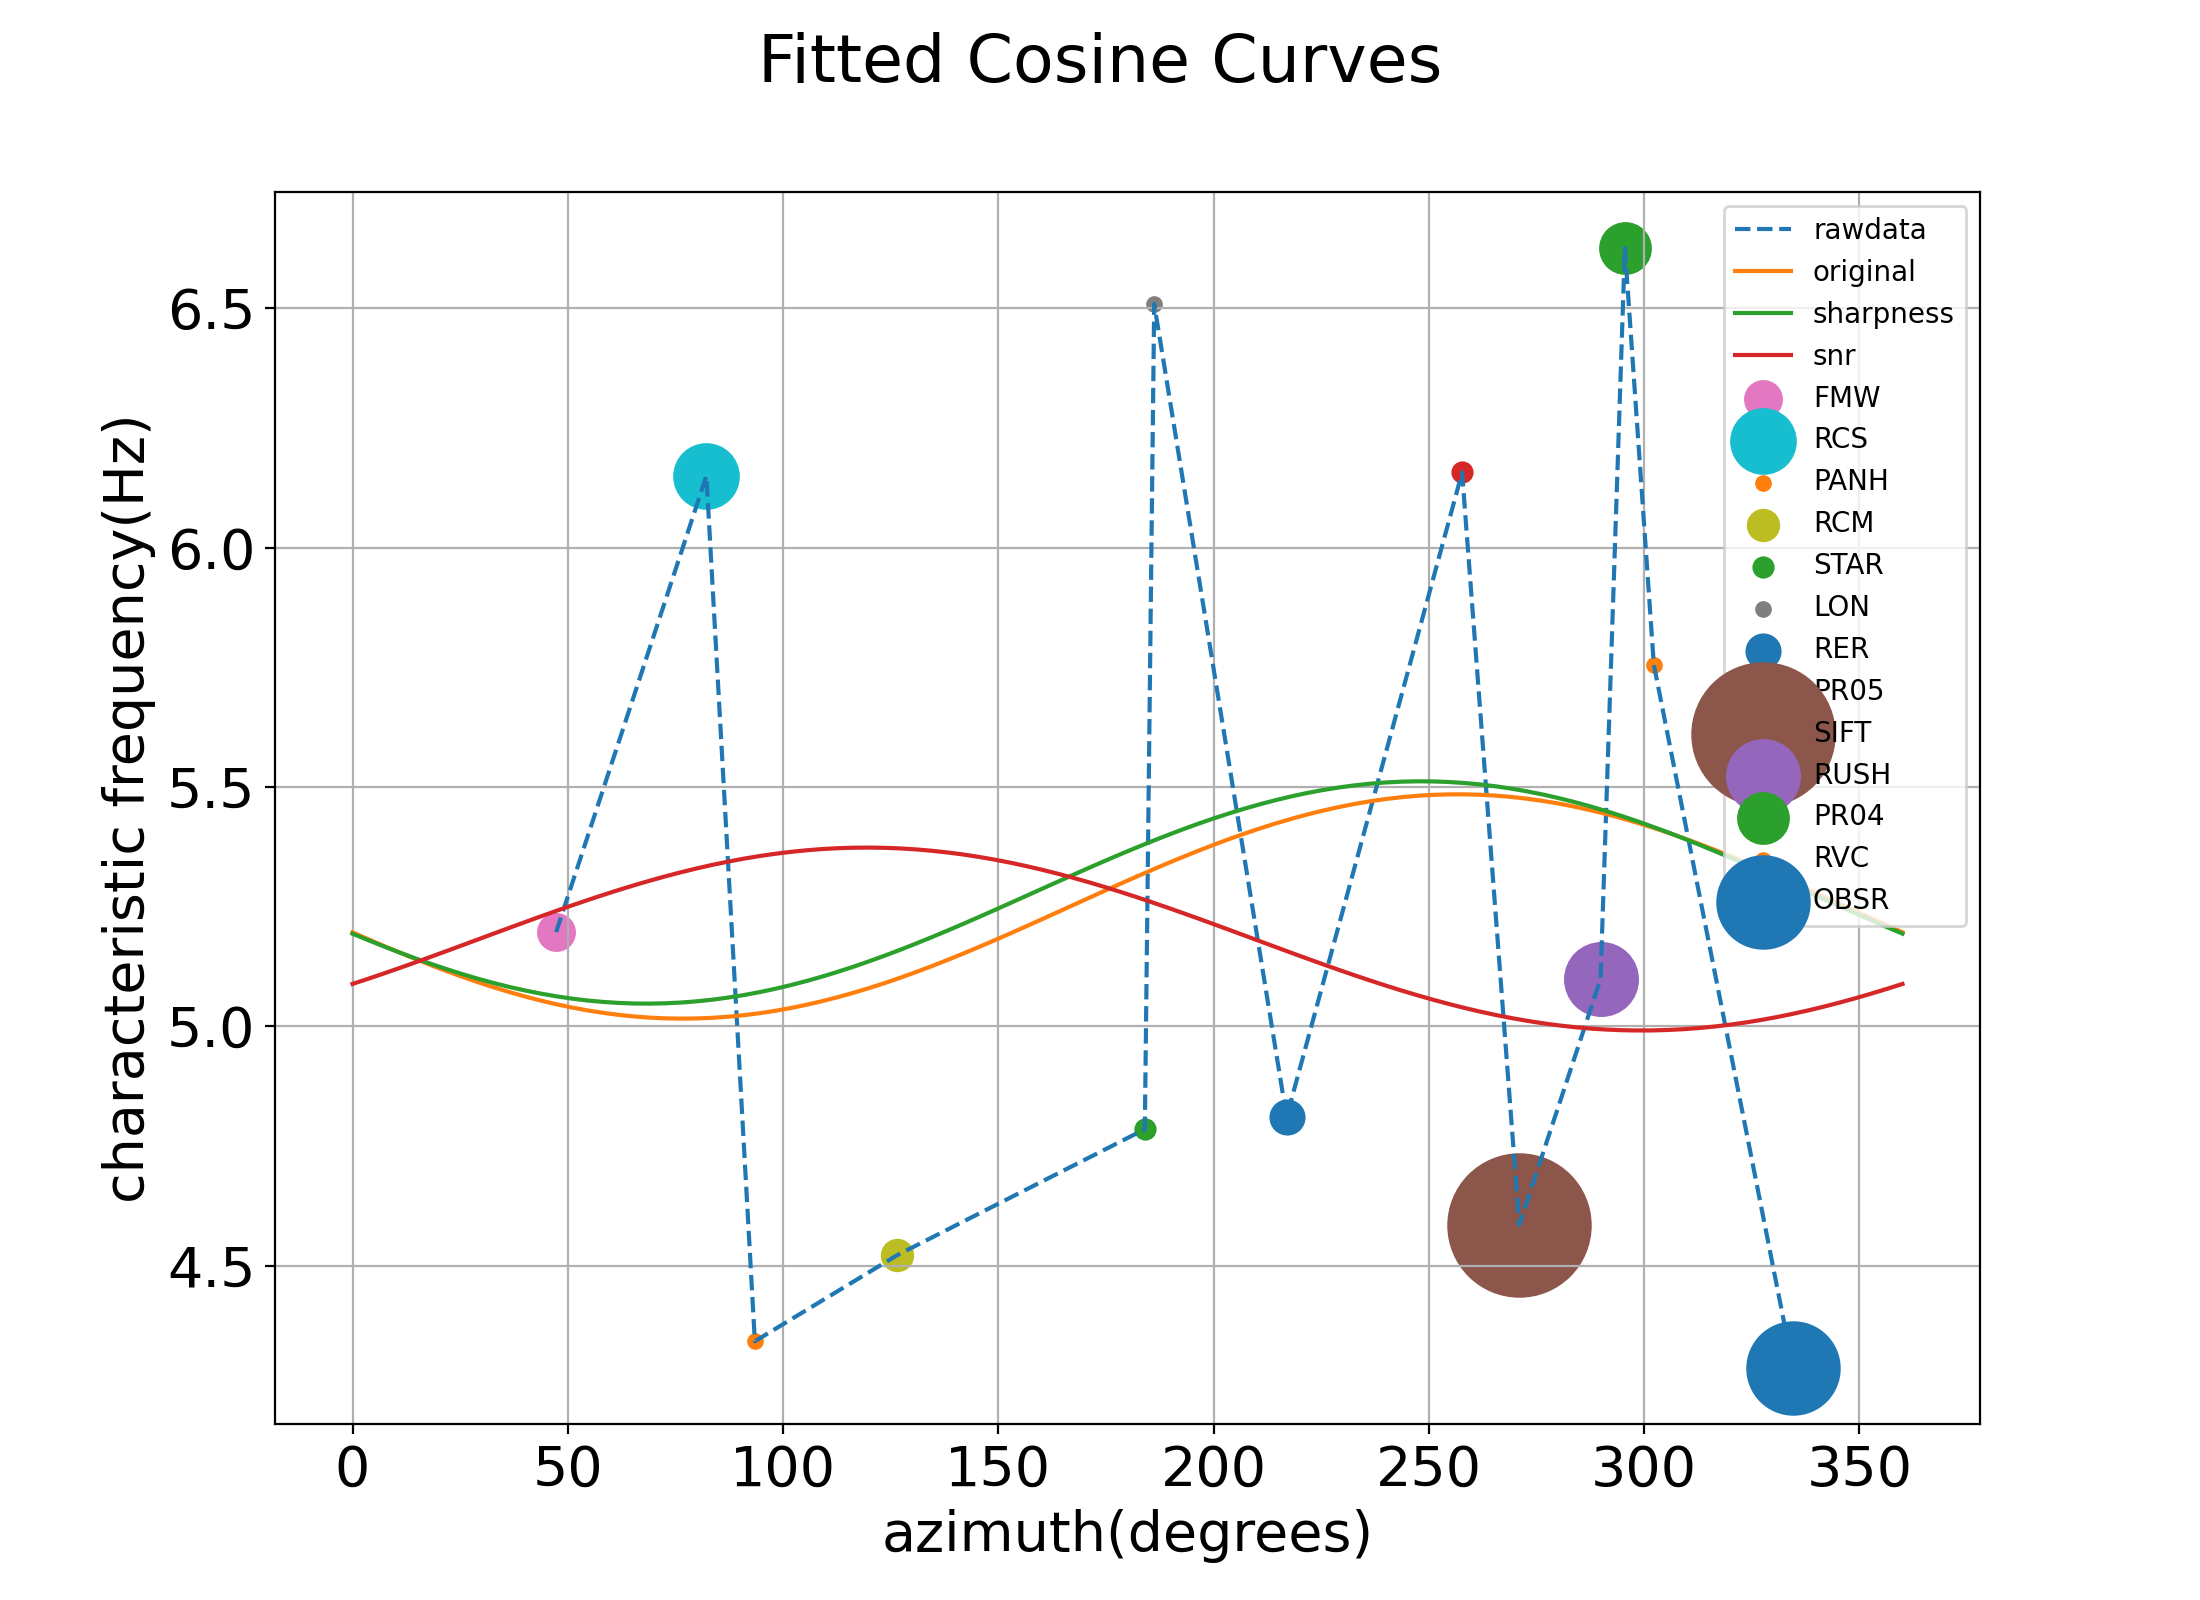 Fitted Cosine Curves
characteristic frequency(Hz)
6.5
6.0
5.5
5.0
4.5
0 50 100 150 200 250 300 350
azimuth(degrees)
rawdata
original
sharpness
snr
FMW
RCS
PANH
RCM
STAR
LON
RER
PR05
SIFT
RUSH
PR04
RVC
OBSR